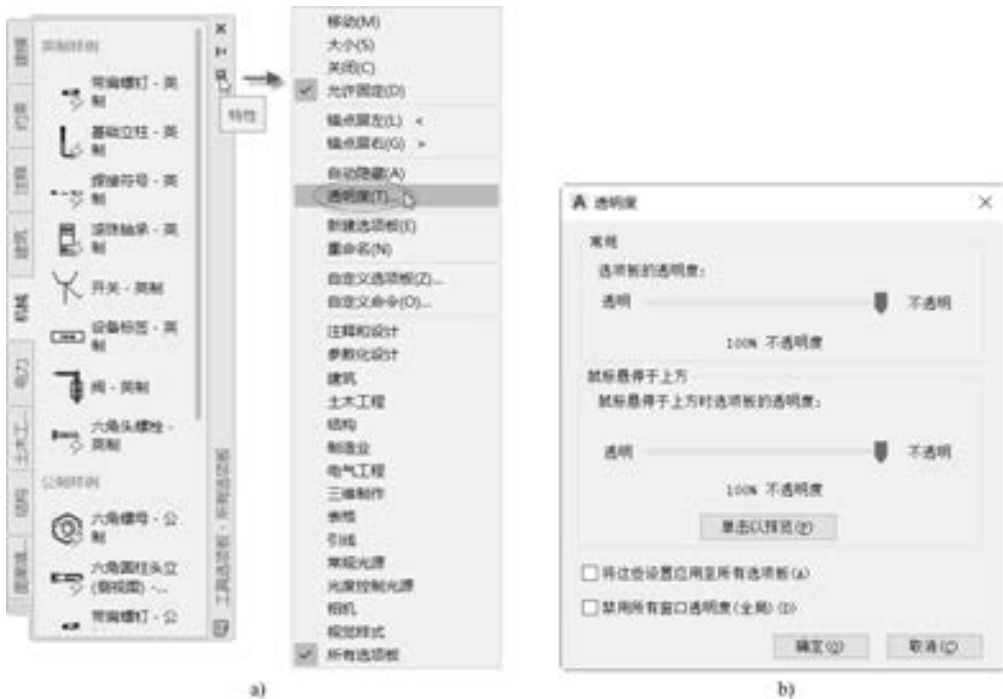 建模
约束
注释
建筑
机械
电力
土木工...
结构
英制样例
带肩螺钉 - 英
制
基础立柱 - 英
制
焊接符号 - 英
制
滚珠轴承 - 英
制
开关 - 英制
设备标签 - 英
制
阀 - 英制
六角头螺栓 -
英制
公制样例
六角螺母 - 公
制
六角圆柱头立
(侧视图) -...
带肩螺钉 - 公
工具选项板 - 所有选项板
特性
移动(M)
大小(S)
关闭(C)
允许固定(D)
锚点居左(L) <
锚点居右(G) >
自动隐藏(A)
透明度(T)...
新建选项板(E)
重命名(N)
自定义选项板(Z)...
自定义命令(O)...
注释和设计
参数化设计
建筑
土木工程
结构
制造业
电气工程
三维制作
表格
引线
常规光源
光度控制光源
相机
视觉样式
所有选项板
a)
透明度
常规
选项板的透明度:
透明
不透明
100% 不透明度
鼠标悬停于上方
鼠标悬停于上方时选项板的透明度:
透明
不透明
100% 不透明度
单击以预览(P)
将这些设置应用至所有选项板(A)
禁用所有窗口透明度(全局)(D)
确定(O)
取消(C)
b)